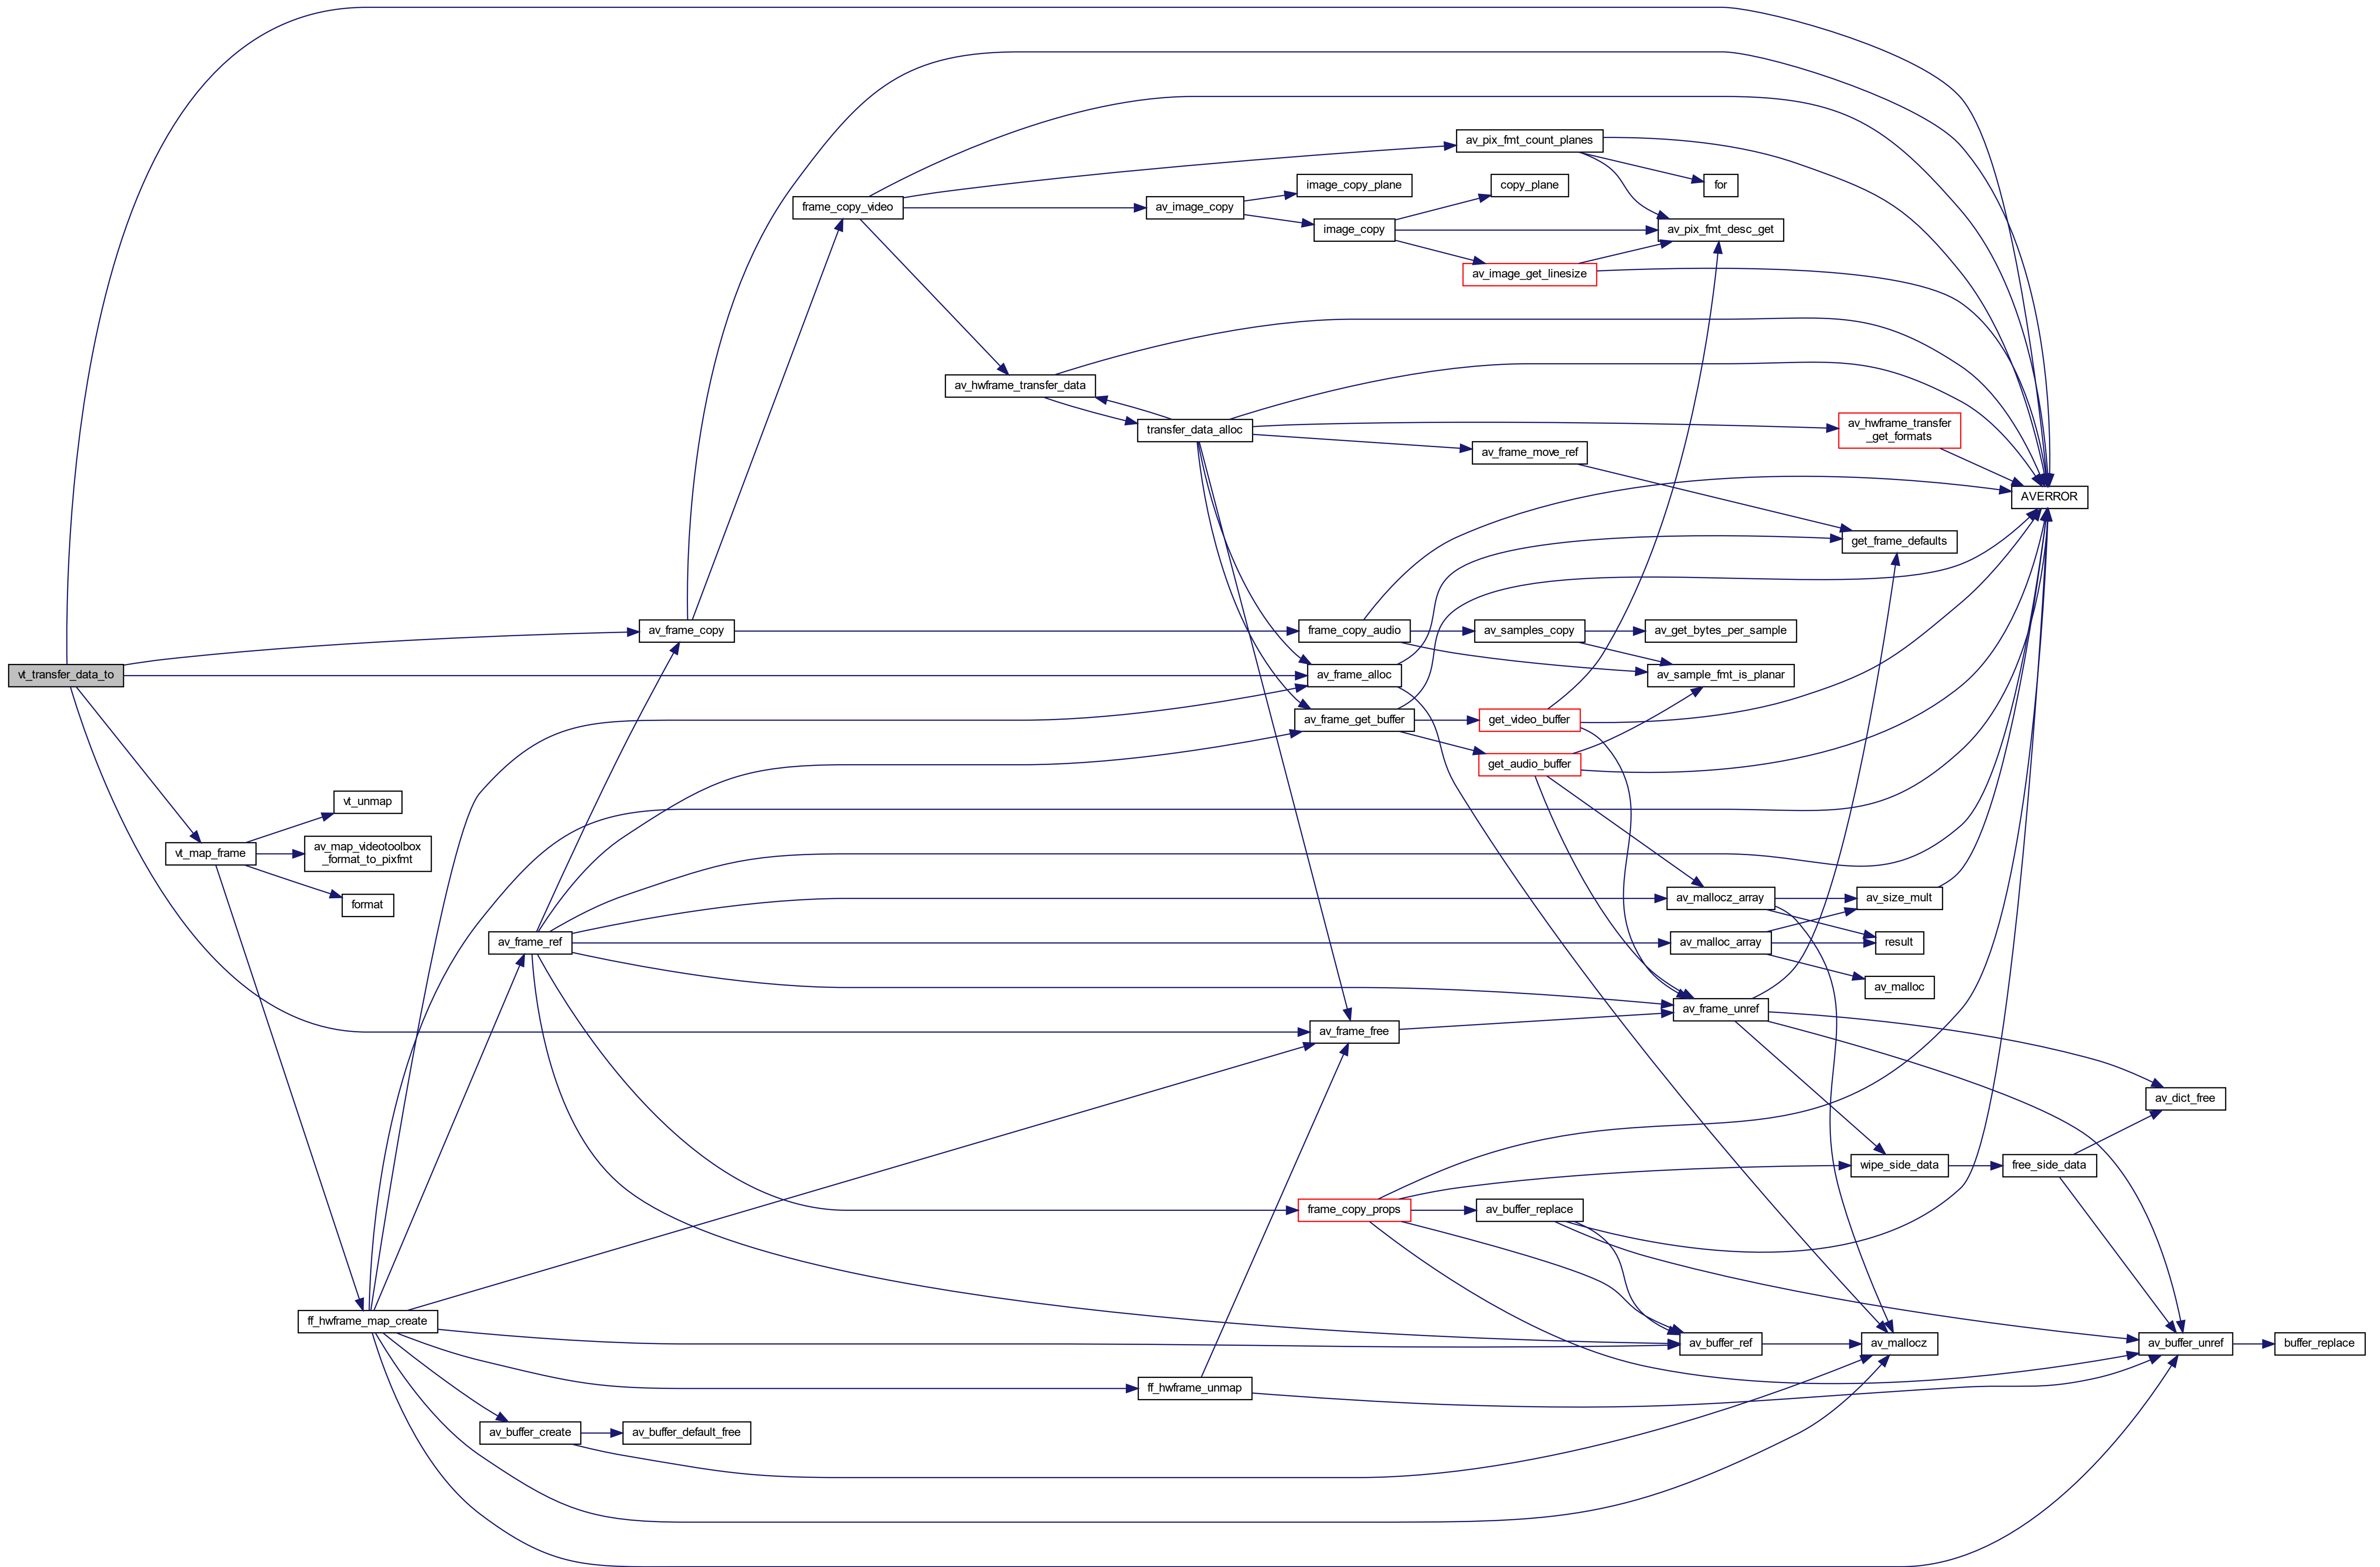 av_pix_fmt_count_planes
image_copy_plane
copy_plane
for
frame_copy_video
av_image_copy
image_copy
av_pix_fmt_desc_get
av_image_get_linesize
av_hwframe_transfer_data
transfer_data_alloc
av_hwframe_transfer
_get_formats
av_frame_move_ref
AVERROR
get_frame_defaults
av_frame_copy
frame_copy_audio
av_samples_copy
av_get_bytes_per_sample
vt_transfer_data_to
av_frame_alloc
av_sample_fmt_is_planar
av_frame_get_buffer
get_video_buffer
get_audio_buffer
vt_unmap
vt_map_frame
av_map_videotoolbox
_format_to_pixfmt
format
av_mallocz_array
av_size_mult
av_frame_ref
av_malloc_array
result
av_malloc
av_frame_unref
av_frame_free
av_dict_free
wipe_side_data
free_side_data
frame_copy_props
av_buffer_replace
ff_hwframe_map_create
av_buffer_ref
av_mallocz
av_buffer_unref
buffer_replace
ff_hwframe_unmap
av_buffer_create
av_buffer_default_free